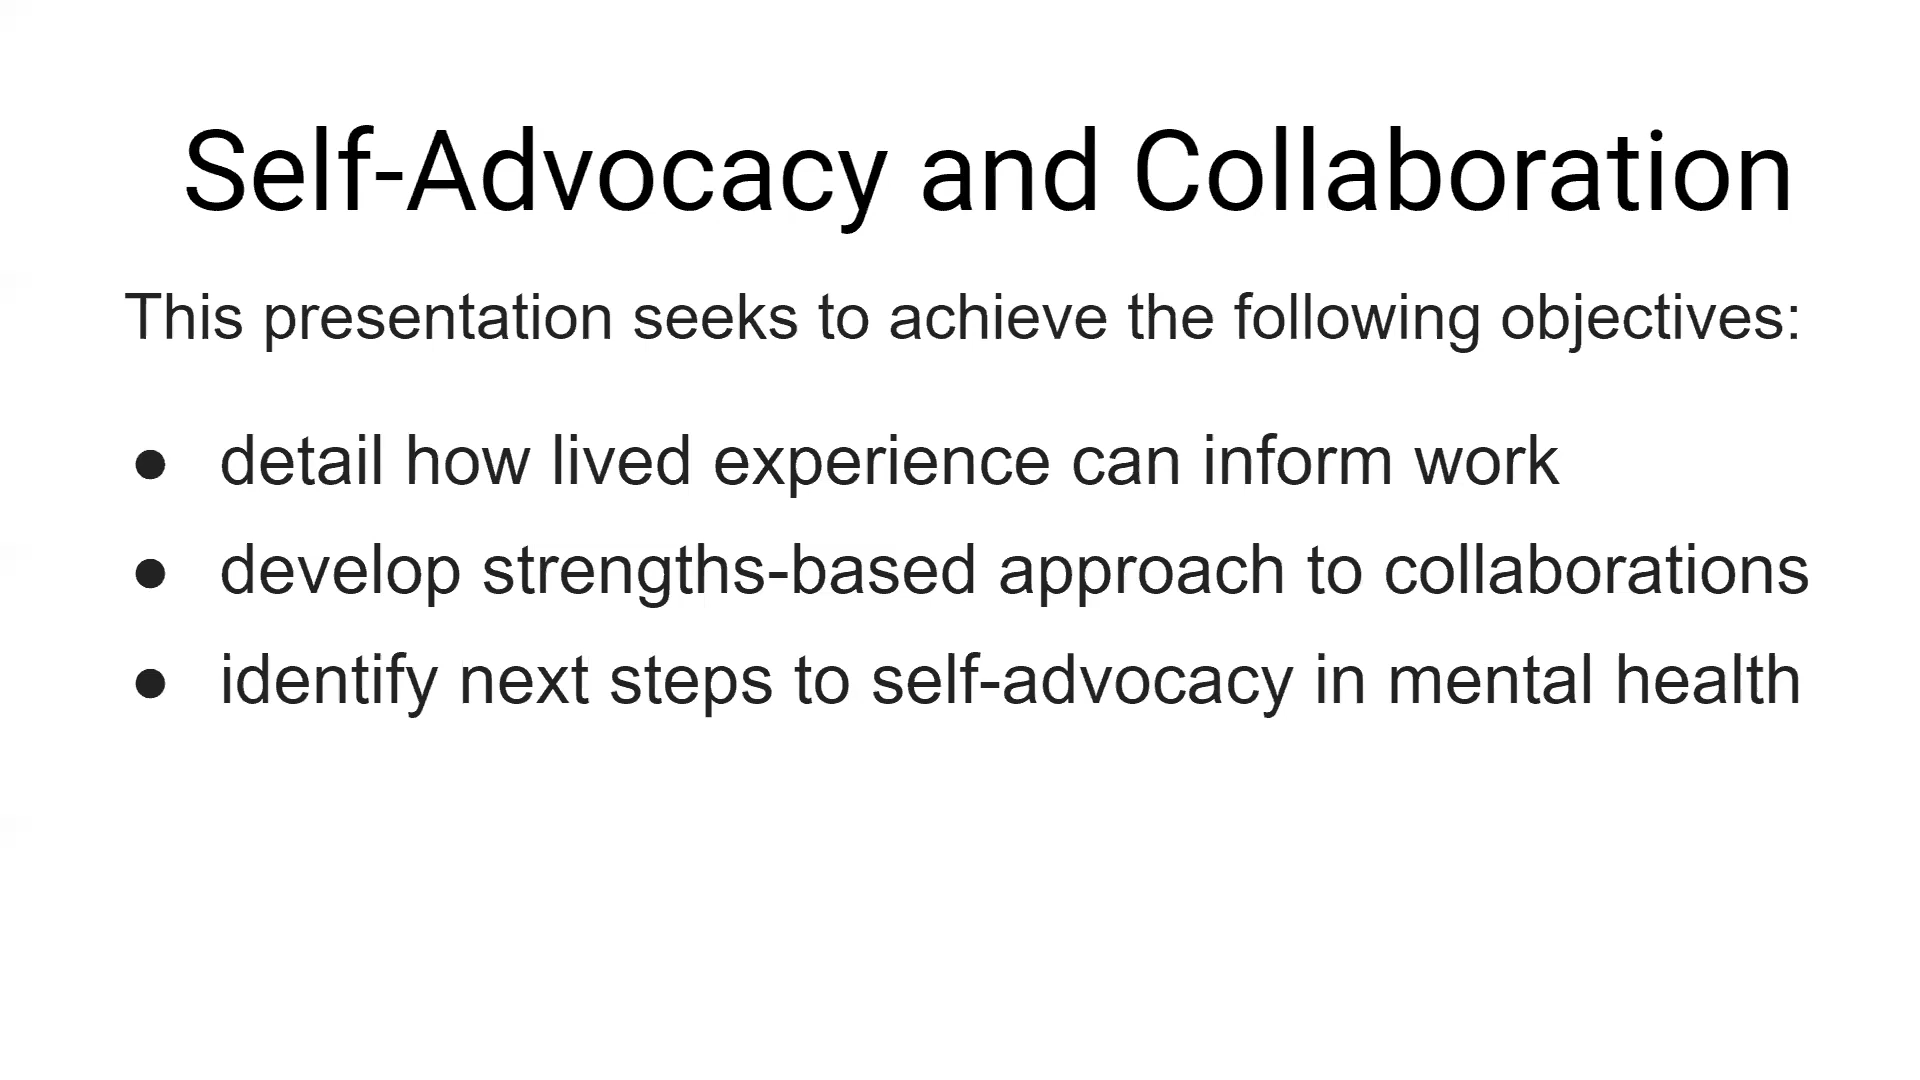 Self-Advocacy and Collaboration
This presentation seeks to achieve the following objectives:
● detail how lived experience can inform work
● develop strengths-based approach to collaborations
● identify next steps to self-advocacy in mental health